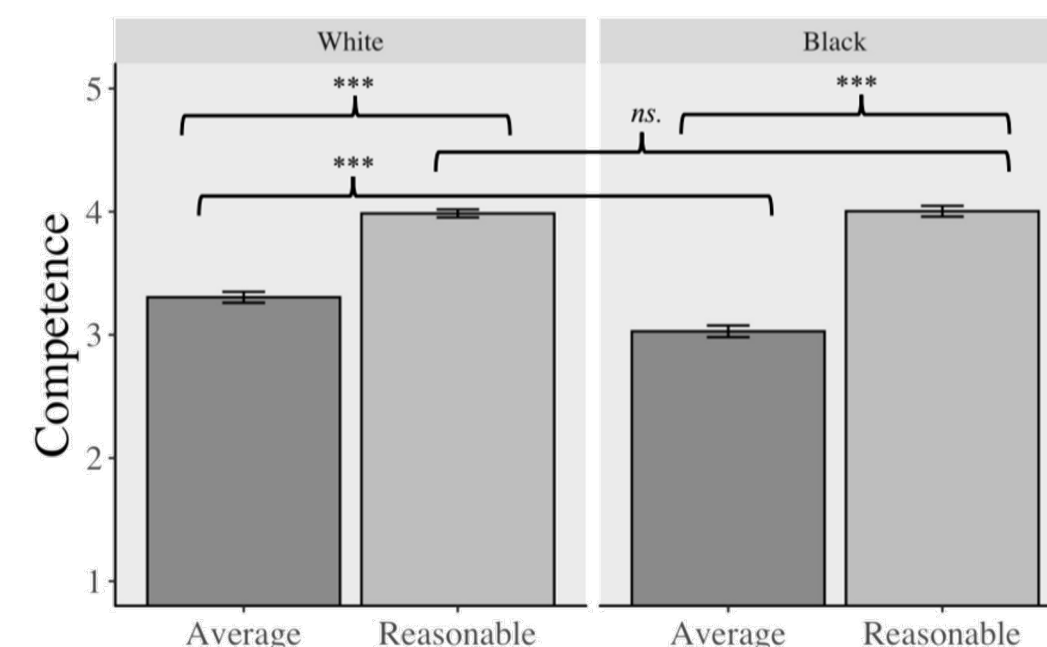 White Black
*** ***
ns.
***
5
4
3
2
1
Competence
Average Reasonable Average Reasonable